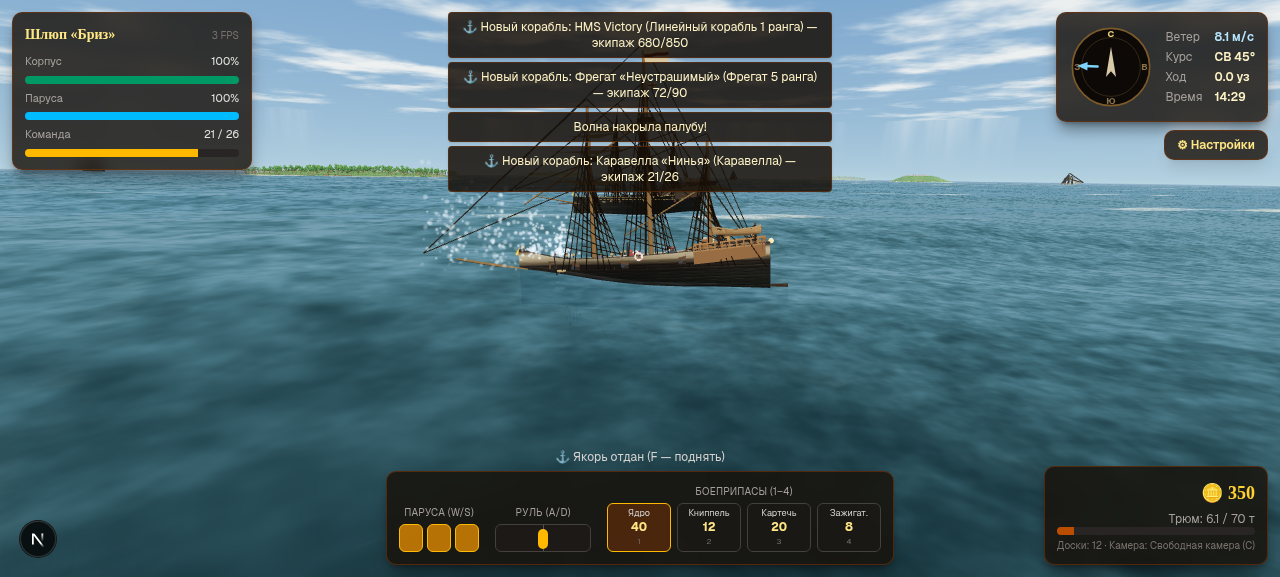 Шлюп «Бриз»
3 FPS
Корпус
100%
Паруса
100%
Команда
21 / 26
⚓ Новый корабль: HMS Victory (Линейный корабль 1 ранга) —
экипаж 680/850
⚓ Новый корабль: Фрегат «Неустрашимый» (Фрегат 5 ранга)
— экипаж 72/90
Волна накрыла палубу!
⚓ Новый корабль: Каравелла «Нинья» (Каравелла) —
экипаж 21/26
С
З
В
Ю
Ветер 8.1 м/с
Курс СВ 45°
Ход 0.0 уз
Время 14:29
⚙ Настройки
⚓ Якорь отдан (F — поднять)
ПАРУСА (W/S)
РУЛЬ (A/D)
БОЕПРИПАСЫ (1–4)
Ядро
40
1
Книппель
12
2
Картечь
20
3
Зажигат.
8
4
350
Трюм: 6.1 / 70 т
Доски: 12 · Камера: Свободная камера (C)
N